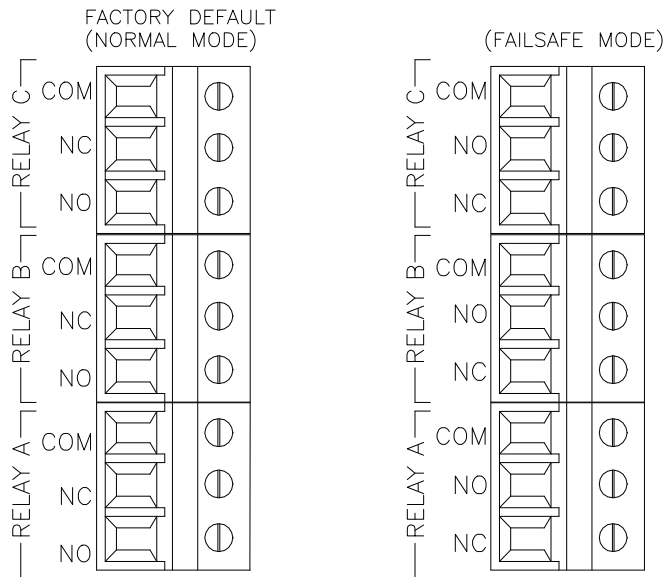 FACTORY DEFAULT
(NORMAL MODE)
RELAY C
COM
NC
NO
RELAY B
COM
NC
NO
RELAY A
COM
NC
NO
(FAILSAFE MODE)
RELAY C
COM
NO
NC
RELAY B
COM
NO
NC
RELAY A
COM
NO
NC